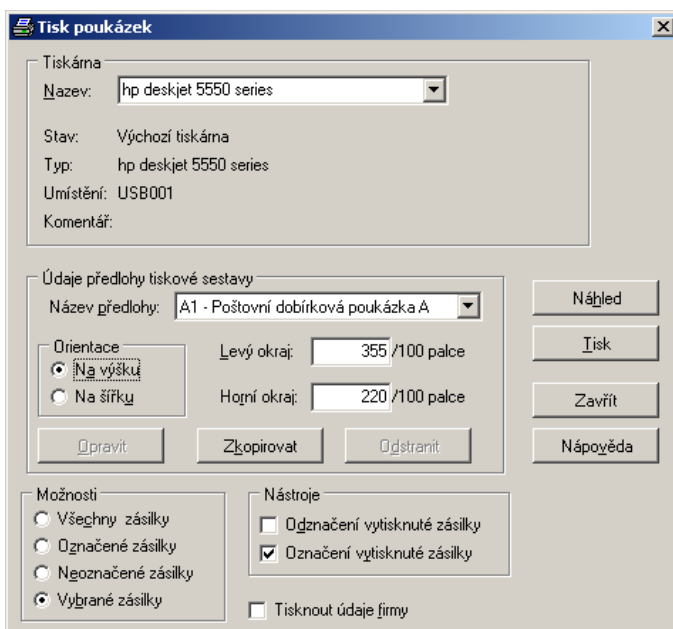 Tisk poukázek
Tiskárna
Nazev: hp deskjet 5550 series
Stav: Výchozí tiskárna
Typ: hp deskjet 5550 series
Umístění: USB001
Komentář:
Údaje předlohy tiskové sestavy
Název předlohy: A1 - Poštovní dobírková poukázka A
Náhled
Orientace
Na výšku
Na šířku
Levý okraj: 355 /100 palce
Tisk
Horní okraj: 220 /100 palce
Zavřít
Opravit Zkopirovat Odstranit Nápověda
Možnosti
Všechny zásilky
Označené zásilky
Neoznačené zásilky
Vybrané zásilky
Nástroje
Odznačení vytisknuté zásilky
Označení vytisknuté zásilky
Tisknout údaje firmy